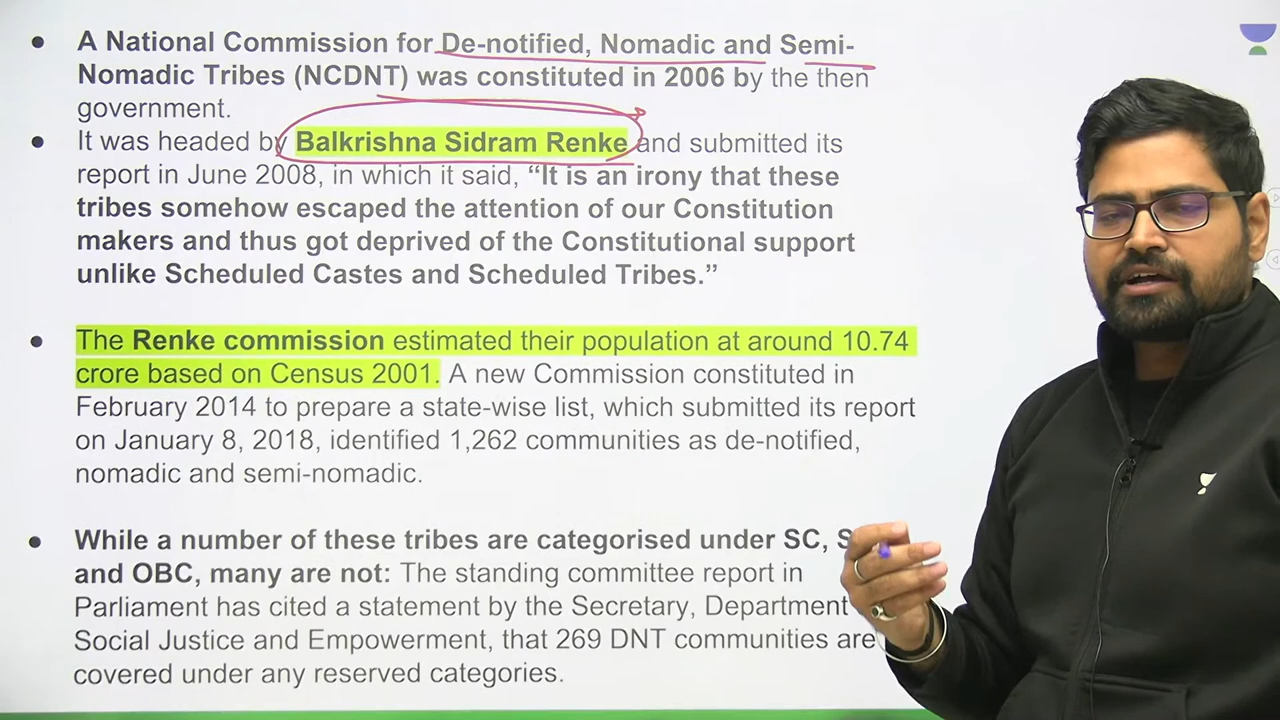 A National Commission for De-notified, Nomadic and Semi-
Nomadic Tribes (NCDNT) was constituted in 2006 by the then
government.
It was headed by Balkrishna Sidram Renke and submitted its
report in June 2008, in which it said, “It is an irony that these
tribes somehow escaped the attention of our Constitution
makers and thus got deprived of the Constitutional support
unlike Scheduled Castes and Scheduled Tribes.”
The Renke commission estimated their population at around 10.74
crore based on Census 2001. A new Commission constituted in
February 2014 to prepare a state-wise list, which submitted its report
on January 8, 2018, identified 1,262 communities as de-notified,
nomadic and semi-nomadic.
While a number of these tribes are categorised under SC,
and OBC, many are not: The standing committee report in
Parliament has cited a statement by the Secretary, Department
Social Justice and Empowerment, that 269 DNT communities are
covered under any reserved categories.